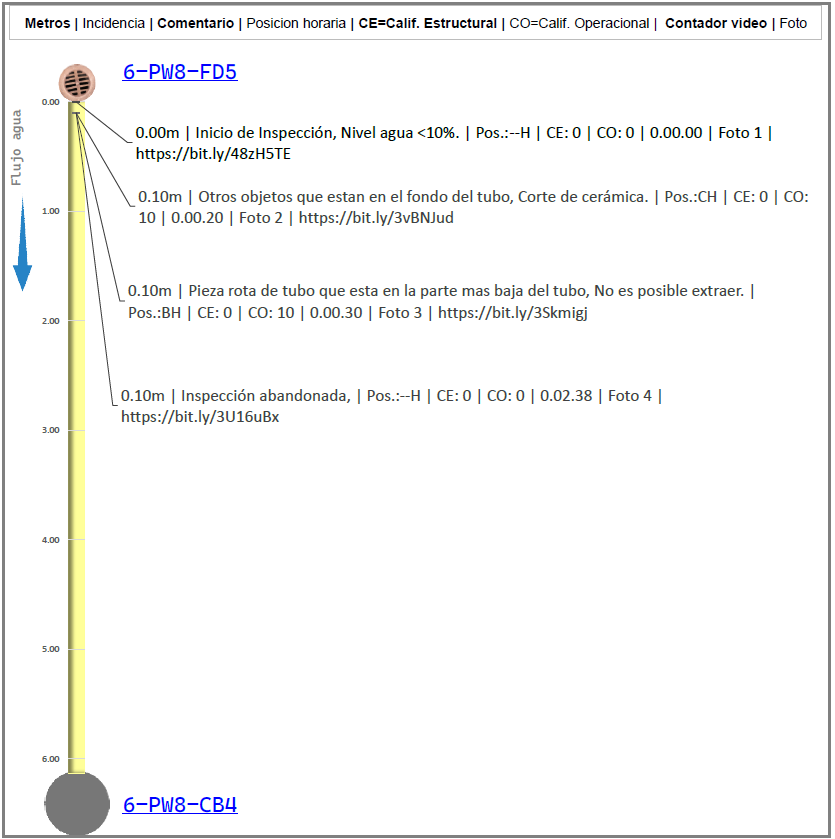 Metros | Incidencia | Comentario | Posicion horaria | CE=Calif. Estructural | CO=Calif. Operacional | Contador video | Foto
6-PW8-FD5
0.00
Flujo agua
0.00m | Inicio de Inspección, Nivel agua <10%. | Pos.:--H | CE: 0 | CO: 0 | 0.00.00 | Foto 1 |
https://bit.ly/48zH5TE
0.10m | Otros objetos que estan en el fondo del tubo, Corte de cerámica. | Pos.:CH | CE: 0 | CO:
10 | 0.00.20 | Foto 2 | https://bit.ly/3vBNJud
1.00
0.10m | Pieza rota de tubo que esta en la parte mas baja del tubo, No es posible extraer. |
Pos.:BH | CE: 0 | CO: 10 | 0.00.30 | Foto 3 | https://bit.ly/3Skmigj
2.00
0.10m | Inspección abandonada, | Pos.:--H | CE: 0 | CO: 0 | 0.02.38 | Foto 4 |
https://bit.ly/3U16uBx
3.00
4.00
5.00
6.00
6-PW8-CB4